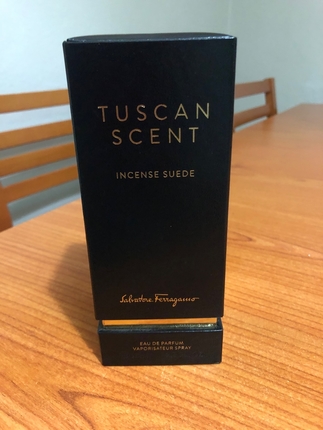 TUSCAN
SCENT
INCENSE SUEDE
Salvatore Ferragamo
EAU DE PARFUM
VAPORISATEUR SPRAY